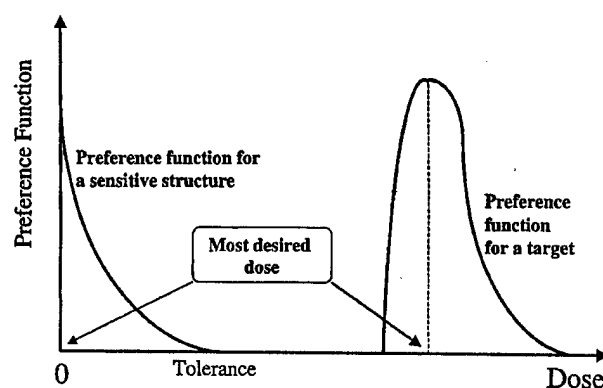 Preference Function
Preference function for
a sensitive structure
Most desired
dose
Preference
function
for a target
0
Tolerance
Dose